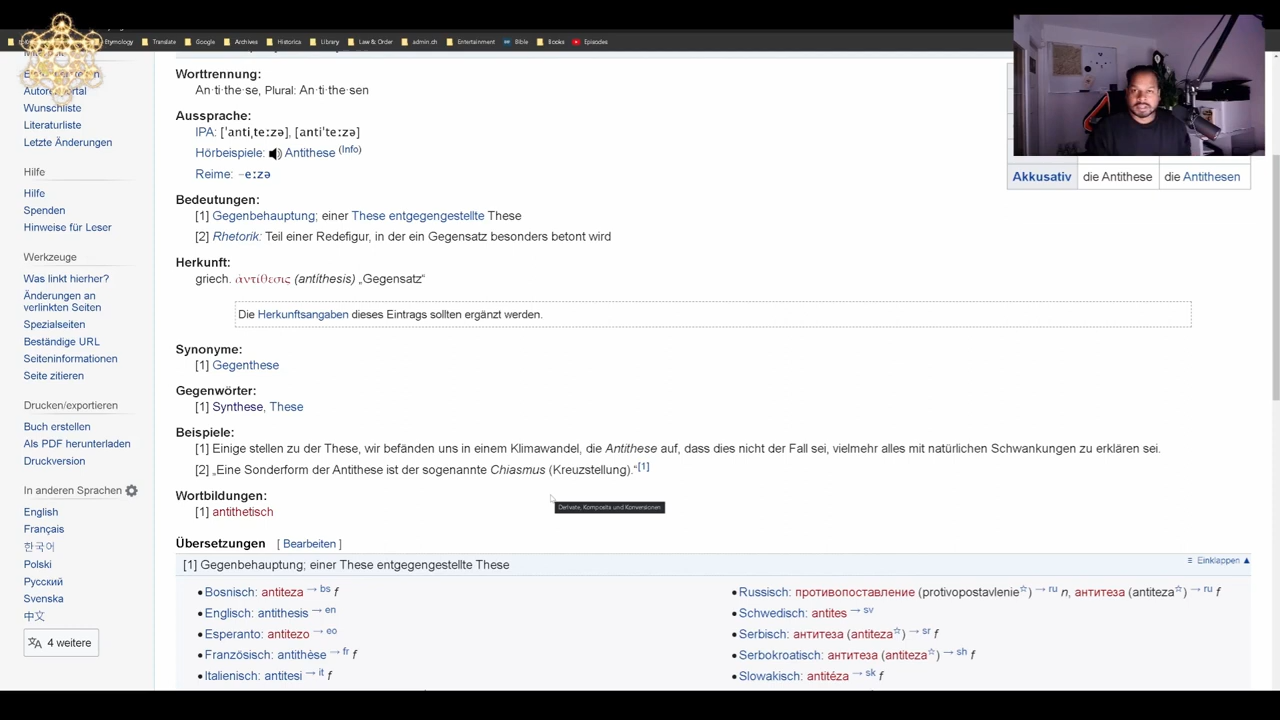 Etymology Translate Google Archives Historica Library Law & Order admin.ch Entertainment Bible Books Episodes
Wunschliste
Literaturliste
Letzte Änderungen
Hilfe
Hilfe
Spenden
Hinweise für Leser
Werkzeuge
Was linkt hierher?
Änderungen an
verlinkten Seiten
Spezialseiten
Beständige URL
Seiteninformationen
Seite zitieren
Drucken/exportieren
Buch erstellen
Als PDF herunterladen
Druckversion
In anderen Sprachen
English
Français
한국어
Polski
Русский
Svenska
中文
4 weitere
Worttrennung:
An·ti·the·se, Plural: An·ti·the·sen
Aussprache:
IPA: [ˈantiˌteːzə], [antiˈteːzə]
Hörbeispiele: Antithese (Info)
Reime: -eːzə
Bedeutungen:
[1] Gegenbehauptung; einer These entgegengestellte These
[2] Rhetorik: Teil einer Redefigur, in der ein Gegensatz besonders betont wird
Herkunft:
griech. ἀντίθεσις (antíthesis) „Gegensatz“
Die Herkunftsangaben dieses Eintrags sollten ergänzt werden.
Synonyme:
[1] Gegenthese
Gegenwörter:
[1] Synthese, These
Beispiele:
[1] Einige stellen zu der These, wir befänden uns in einem Klimawandel, die Antithese auf, dass dies nicht der Fall sei, vielmehr alles mit natürlichen Schwankungen zu erklären sei.
[2] „Eine Sonderform der Antithese ist der sogenannte Chiasmus (Kreuzstellung).“[1]
Wortbildungen:
[1] antithetisch
Derivate, Komposita und Konversionen
Übersetzungen [ Bearbeiten ]
[1] Gegenbehauptung; einer These entgegengestellte These
Einklappen ▲
• Bosnisch: antiteza → bs f
• Englisch: antithesis → en
• Esperanto: antitezo → eo
• Französisch: antithèse → fr f
• Italienisch: antitesi → it f
• Russisch: противопоставление (protivopostavlenie☆) → ru n, антитеза (antiteza☆) → ru f
• Schwedisch: antites → sv
• Serbisch: антитеза (antiteza☆) → sr f
• Serbokroatisch: антитеза (antiteza☆) → sh f
• Slowakisch: antitéza → sk f
Akkusativ die Antithese die Antithesen